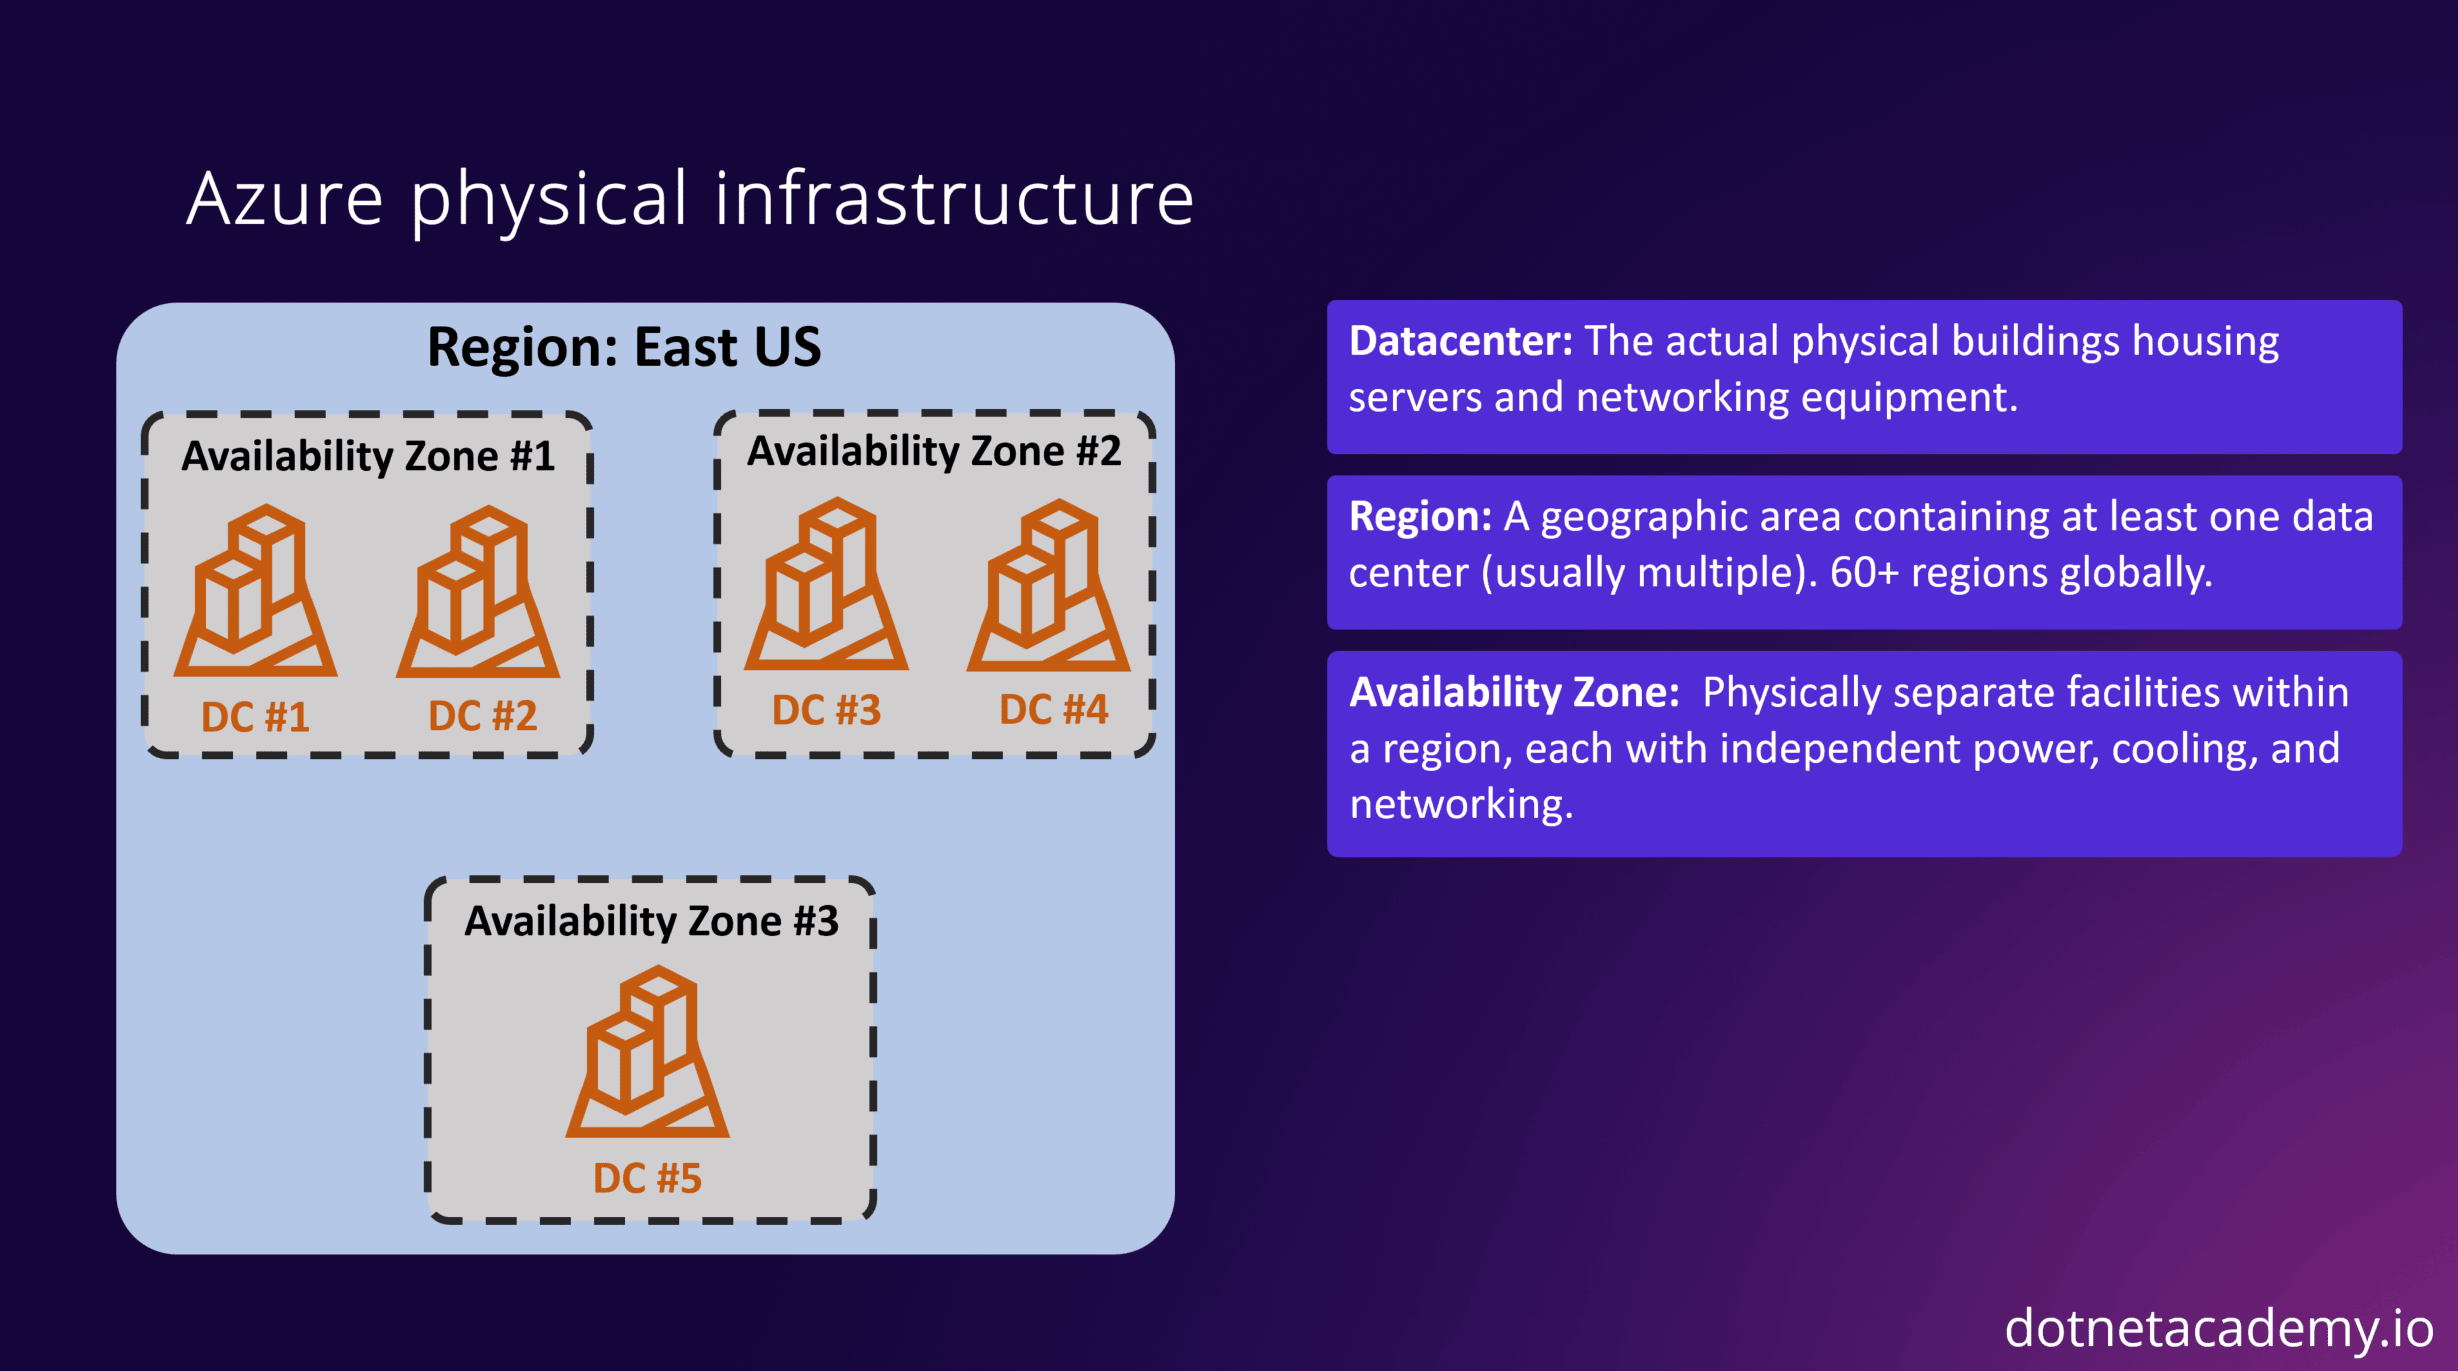 Azure physical infrastructure
Region: East US
Availability Zone #1
DC #1
DC #2
Availability Zone #2
DC #3
DC #4
Availability Zone #3
DC #5
Datacenter: The actual physical buildings housing
servers and networking equipment.
Region: A geographic area containing at least one data
center (usually multiple). 60+ regions globally.
Availability Zone:  Physically separate facilities within
a region, each with independent power, cooling, and
networking.
dotnetacademy.io